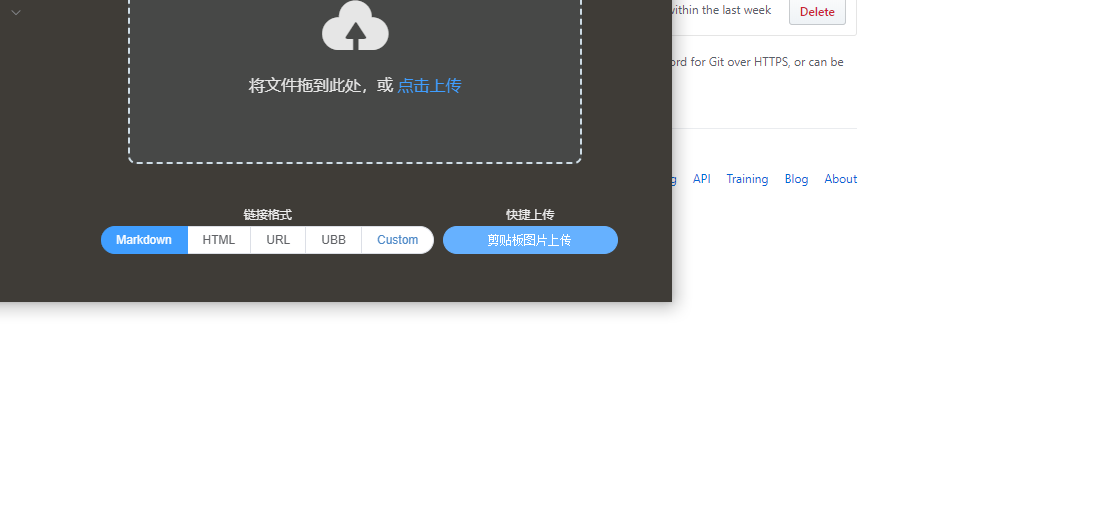 within the last week
Delete
将文件拖到此处，或 点击上传
for Git over HTTPS, or can be
API Training Blog About
链接格式
快捷上传
Markdown HTML URL UBB Custom
剪贴板图片上传